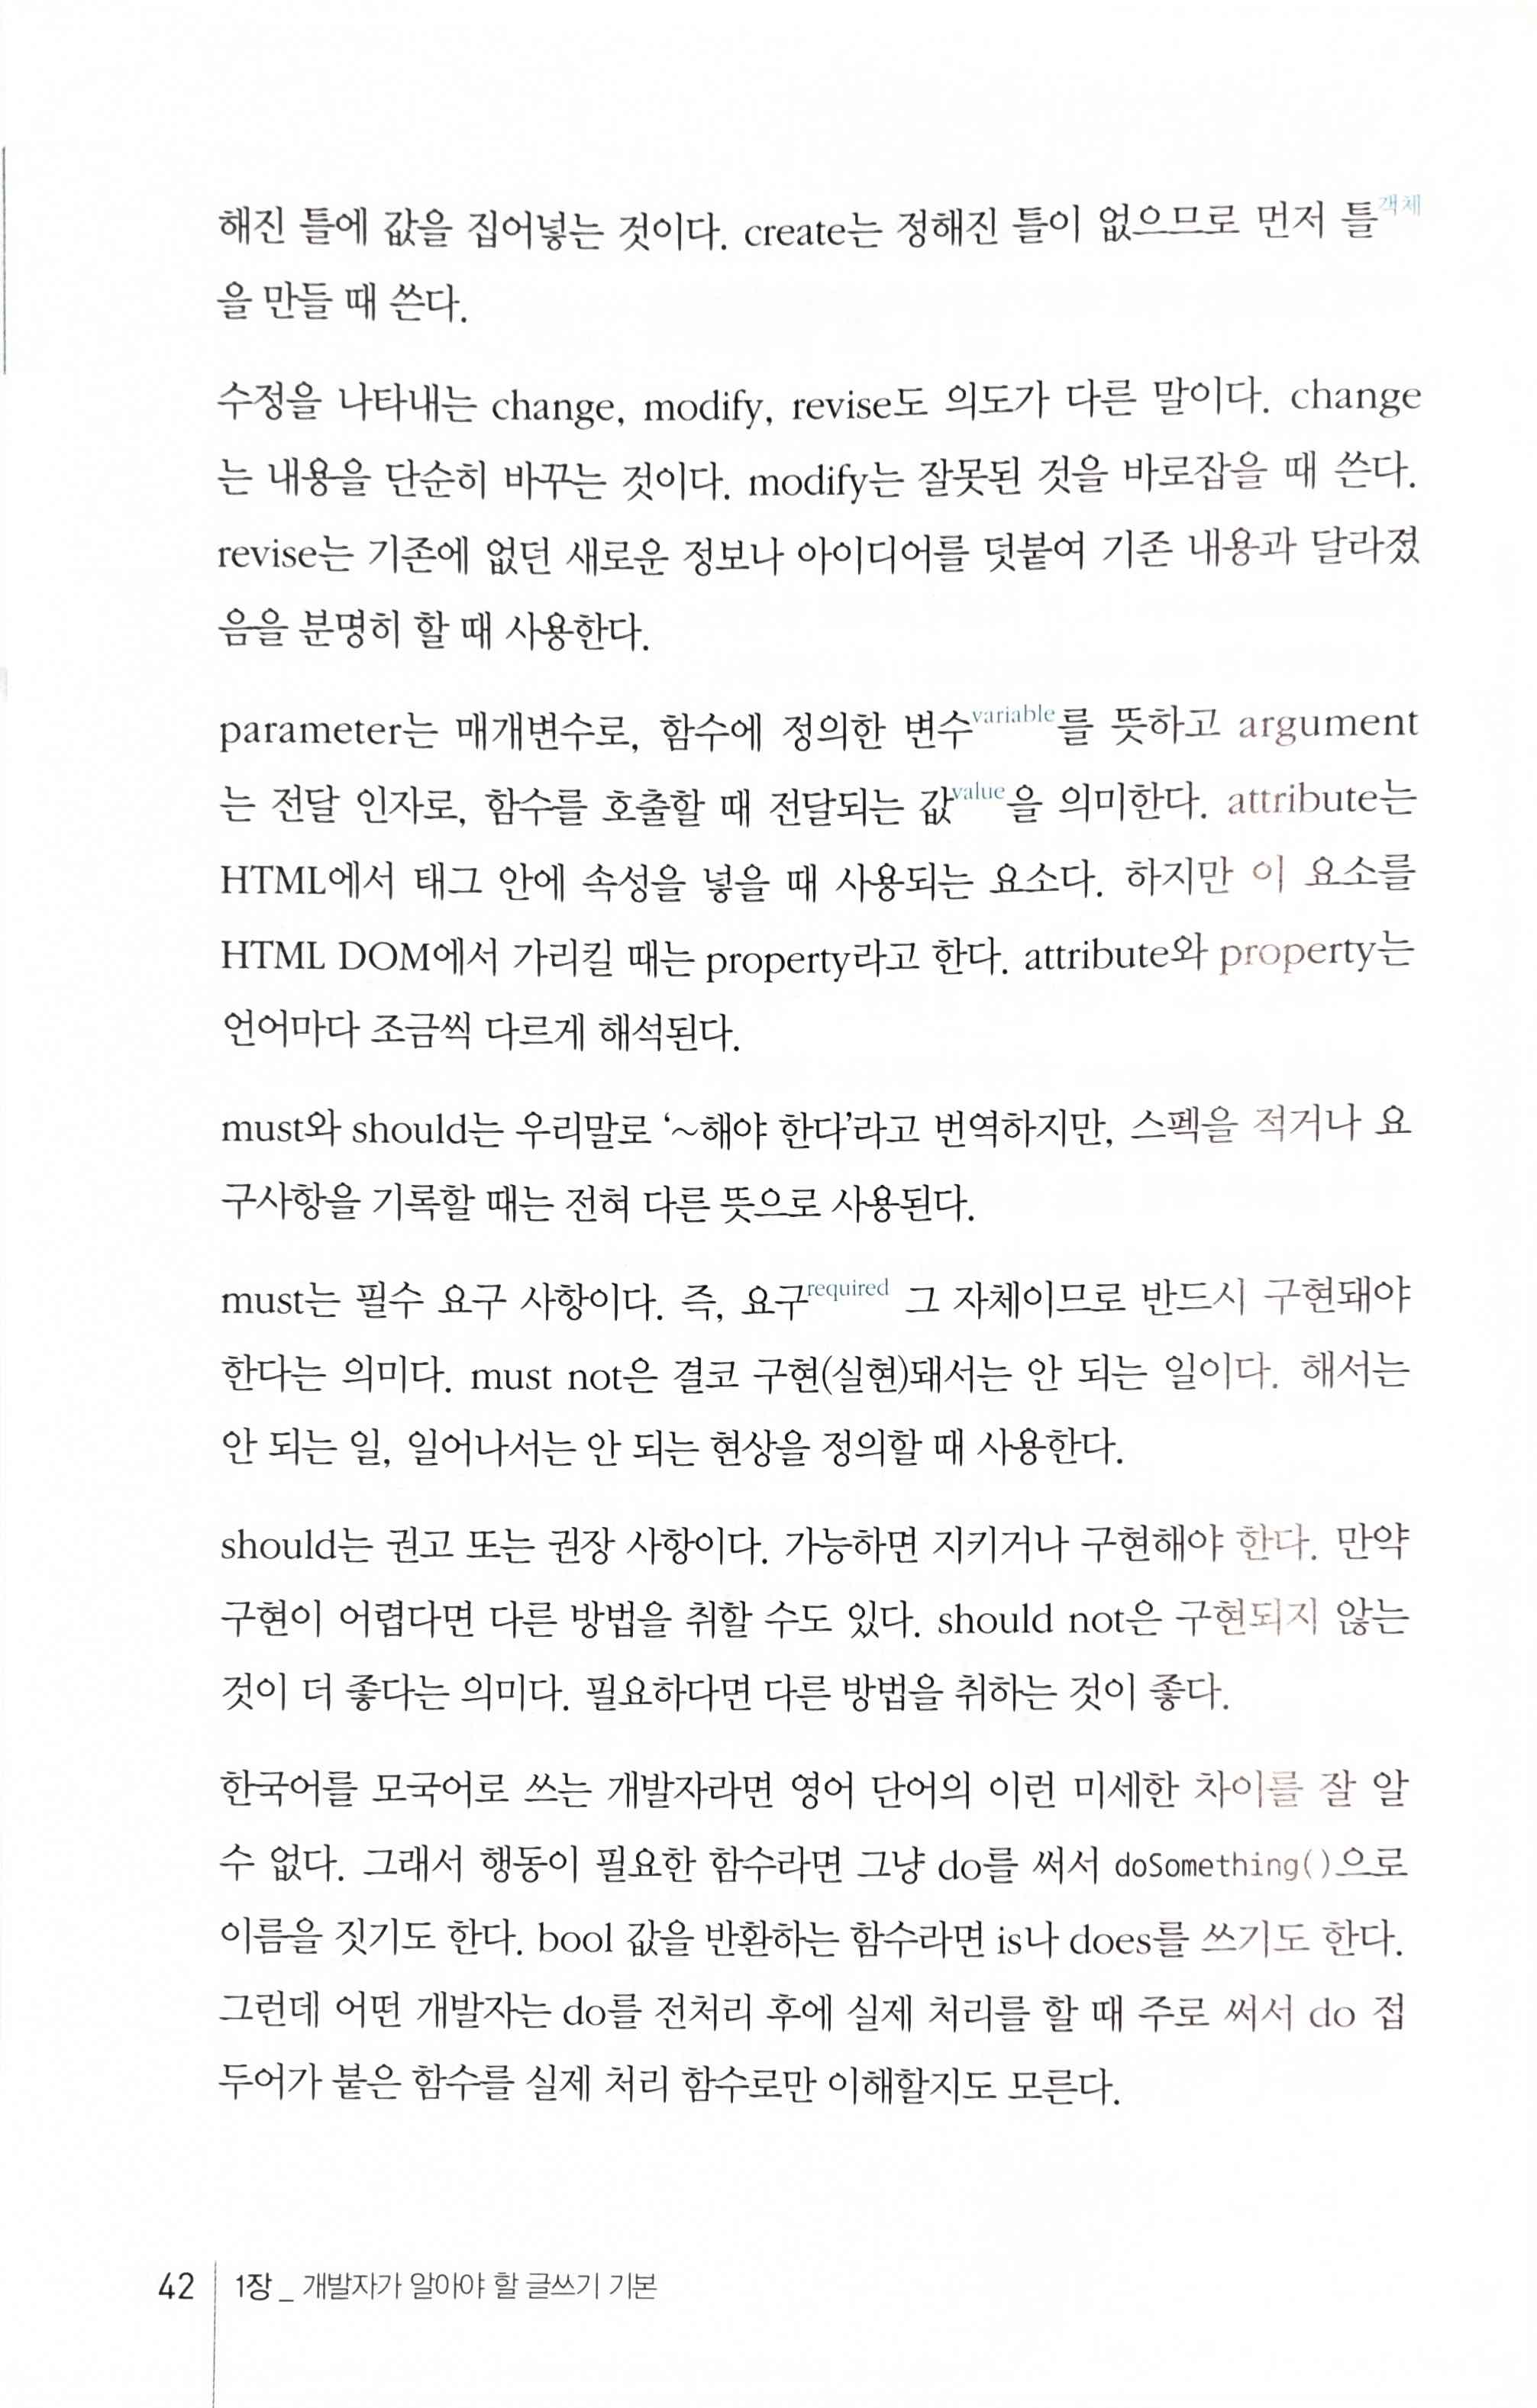 해진 틀에 값을 집어넣는 것이다. create는 정해진 틀이 없으므로 먼저 틀객체
을 만들 때 쓴다.
수정을 나타내는 change, modify, revise도 의도가 다른 말이다. change
는 내용을 단순히 바꾸는 것이다. modify는 잘못된 것을 바로잡을 때 쓴다.
revise는 기존에 없던 새로운 정보나 아이디어를 덧붙여 기존 내용과 달라졌
음을 분명히 할 때 사용한다.
parameter는 매개변수로, 함수에 정의한 변수variable를 뜻하고 argument
는 전달 인자로, 함수를 호출할 때 전달되는 값value을 의미한다. attribute는
HTML에서 태그 안에 속성을 넣을 때 사용되는 요소다. 하지만 이 요소를
HTML DOM에서 가리킬 때는 property라고 한다. attribute와 property는
언어마다 조금씩 다르게 해석된다.
must와 should는 우리말로 ‘~해야 한다’라고 번역하지만, 스펙을 적거나 요
구사항을 기록할 때는 전혀 다른 뜻으로 사용된다.
must는 필수 요구 사항이다. 즉, 요구required 그 자체이므로 반드시 구현돼야
한다는 의미다. must not은 결코 구현(실현)돼서는 안 되는 일이다. 해서는
안 되는 일, 일어나서는 안 되는 현상을 정의할 때 사용한다.
should는 권고 또는 권장 사항이다. 가능하면 지키거나 구현해야 한다. 만약
구현이 어렵다면 다른 방법을 취할 수도 있다. should not은 구현되지 않는
것이 더 좋다는 의미다. 필요하다면 다른 방법을 취하는 것이 좋다.
한국어를 모국어로 쓰는 개발자라면 영어 단어의 이런 미세한 차이를 잘 알
수 없다. 그래서 행동이 필요한 함수라면 그냥 do를 써서 doSomething()으로
이름을 짓기도 한다. bool 값을 반환하는 함수라면 is나 does를 쓰기도 한다.
그런데 어떤 개발자는 do를 전처리 후에 실제 처리를 할 때 주로 써서 do 접
두어가 붙은 함수를 실제 처리 함수로만 이해할지도 모른다.
42 1장 _ 개발자가 알아야 할 글쓰기 기본